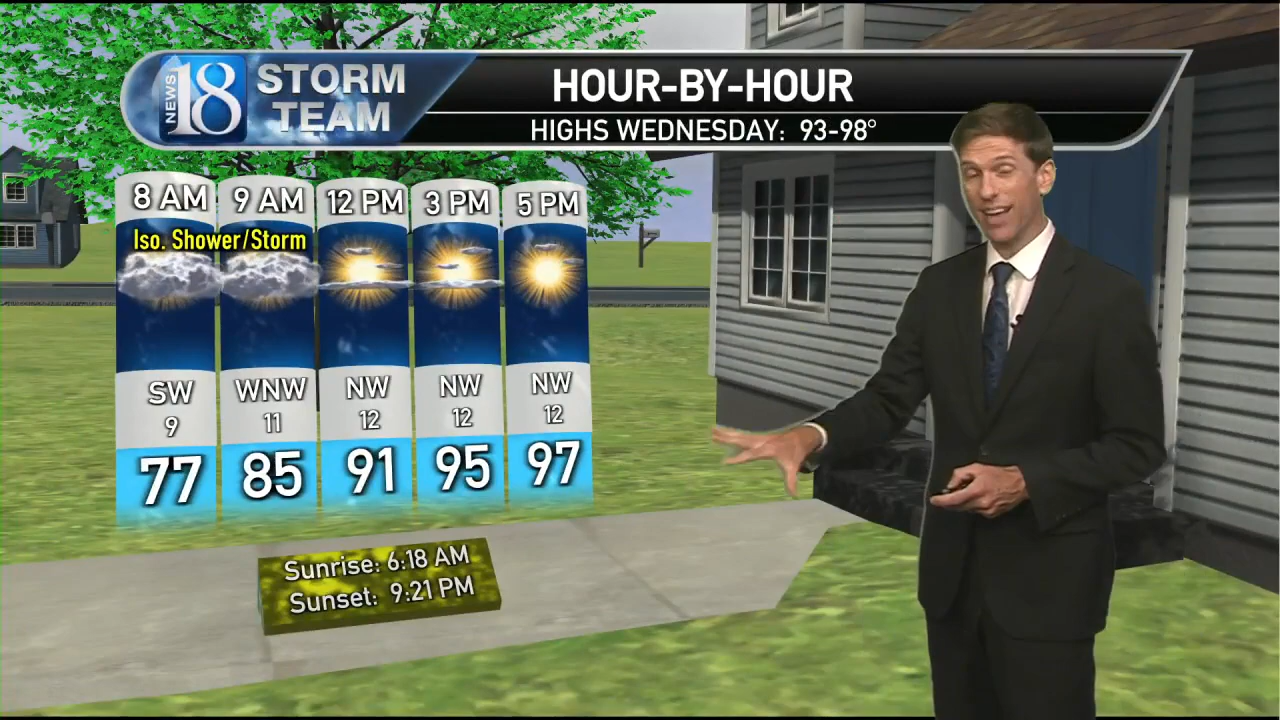 NEWS 18
STORM
TEAM
HOUR-BY-HOUR
HIGHS WEDNESDAY: 93-98°
8 AM 9 AM 12 PM 3 PM 5 PM
Iso. Shower/Storm
SW WNW NW NW NW
9 11 12 12 12
77 85 91 95 97
Sunrise: 6:18 AM
Sunset: 9:21 PM